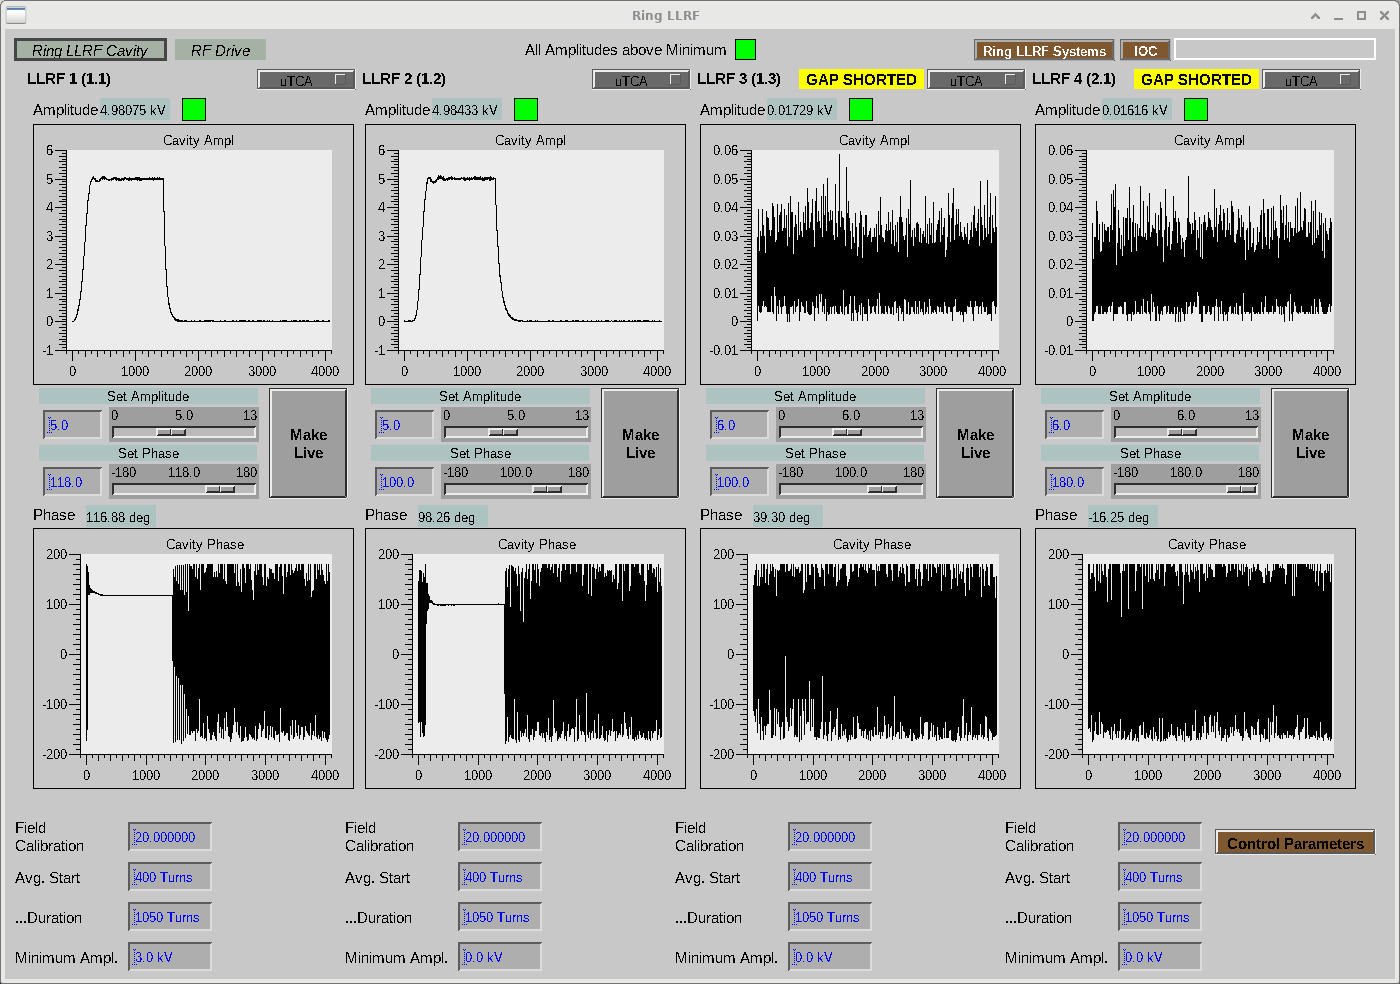 Ring LLRF
Ring LLRF Cavity RF Drive All Amplitudes above Minimum Ring LLRF Systems IOC
LLRF 1 (1.1) uTCA LLRF 2 (1.2) uTCA LLRF 3 (1.3) GAP SHORTED uTCA LLRF 4 (2.1) GAP SHORTED uTCA
Amplitude 4.98075 kV Amplitude 4.98433 kV Amplitude 0.01729 kV Amplitude 0.01616 kV
Cavity Ampl Cavity Ampl Cavity Ampl Cavity Ampl
6 6 0.06 0.06
5 5 0.05 0.05
4 4 0.04 0.04
3 3 0.03 0.03
2 2 0.02 0.02
1 1 0.01 0.01
0 0 0 0
-1 -1 -0.01 -0.01
0 1000 2000 3000 4000 0 1000 2000 3000 4000 0 1000 2000 3000 4000 0 1000 2000 3000 4000
Set Amplitude Set Amplitude Set Amplitude Set Amplitude
5.0 0 5.0 13 5.0 0 5.0 13 6.0 0 6.0 13 6.0 0 6.0 13
Make Live Make Live Make Live Make Live
Set Phase Set Phase Set Phase Set Phase
118.0 -180 118.0 180 100.0 -180 100.0 180 100.0 -180 100.0 180 180.0 -180 180.0 180
Phase 116.88 deg Phase 98.26 deg Phase 39.30 deg Phase -16.25 deg
Cavity Phase Cavity Phase Cavity Phase Cavity Phase
200 200 200 200
100 100 100 100
0 0 0 0
-100 -100 -100 -100
-200 -200 -200 -200
0 1000 2000 3000 4000 0 1000 2000 3000 4000 0 1000 2000 3000 4000 0 1000 2000 3000 4000
Field Calibration 20.000000 Field Calibration 20.000000 Field Calibration 20.000000 Field Calibration 20.000000 Control Parameters
Avg. Start 400 Turns Avg. Start 400 Turns Avg. Start 400 Turns Avg. Start 400 Turns
...Duration 1050 Turns ...Duration 1050 Turns ...Duration 1050 Turns ...Duration 1050 Turns
Minimum Ampl. 3.0 kV Minimum Ampl. 0.0 kV Minimum Ampl. 0.0 kV Minimum Ampl. 0.0 kV